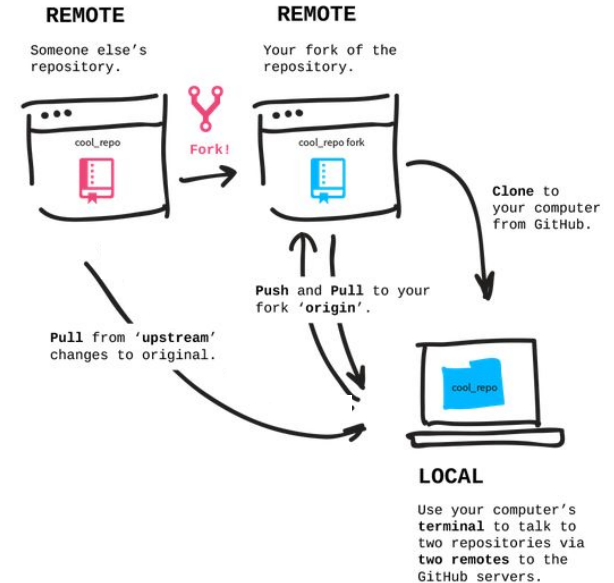 REMOTE
Someone else's
repository.
cool_repo
Fork!
REMOTE
Your fork of the
repository.
cool_repo fork
Clone to
your computer
from GitHub.
Push and Pull to your
fork ‘origin’.
Pull from ‘upstream’
changes to original.
cool_repo
LOCAL
Use your computer’s
terminal to talk to
two repositories via
two remotes to the
GitHub servers.